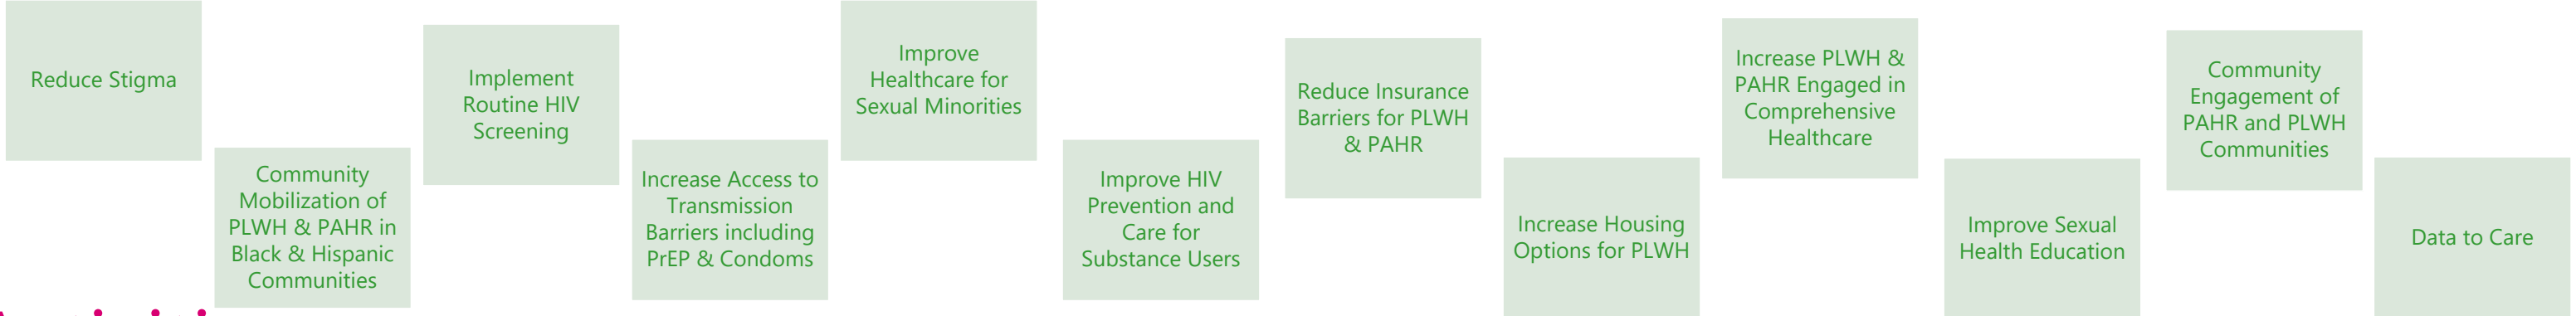 Reduce Stigma
Community
Mobilization of
PLWH & PAHR in
Black & Hispanic
Communities
Implement
Routine HIV
Screening
Increase Access to
Transmission
Barriers including
PrEP & Condoms
Improve
Healthcare for
Sexual Minorities
Improve HIV
Prevention and
Care for
Substance Users
Reduce Insurance
Barriers for PLWH
& PAHR
Increase Housing
Options for PLWH
Increase PLWH &
PAHR Engaged in
Comprehensive
Healthcare
Improve Sexual
Health Education
Community
Engagement of
PAHR and PLWH
Communities
Data to Care